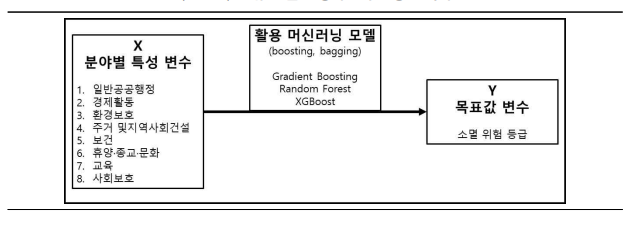 X
분야별 특성 변수
1. 일반공공행정
2. 경제활동
3. 환경보호
4. 주거 및지역사회건설
5. 보건
6. 휴양·종교·문화
7. 교육
8. 사회보호
활용 머신러닝 모델
(boosting, bagging)
Gradient Boosting
Random Forest
XGBoost
Y
목표값 변수
소멸 위험 등급